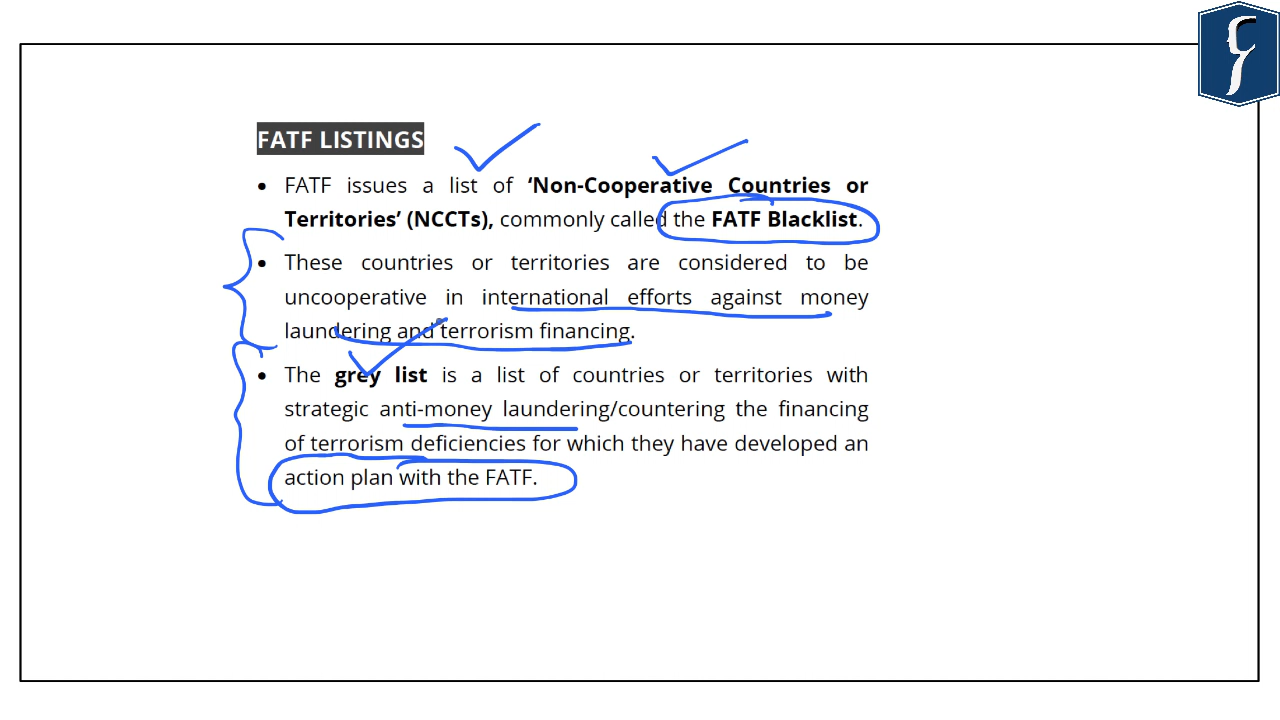 FATF LISTINGS
• FATF issues a list of ‘Non-Cooperative Countries or
Territories’ (NCCTs), commonly called the FATF Blacklist.
• These countries or territories are considered to be
uncooperative in international efforts against money
laundering and terrorism financing.
• The grey list is a list of countries or territories with
strategic anti-money laundering/countering the financing
of terrorism deficiencies for which they have developed an
action plan with the FATF.